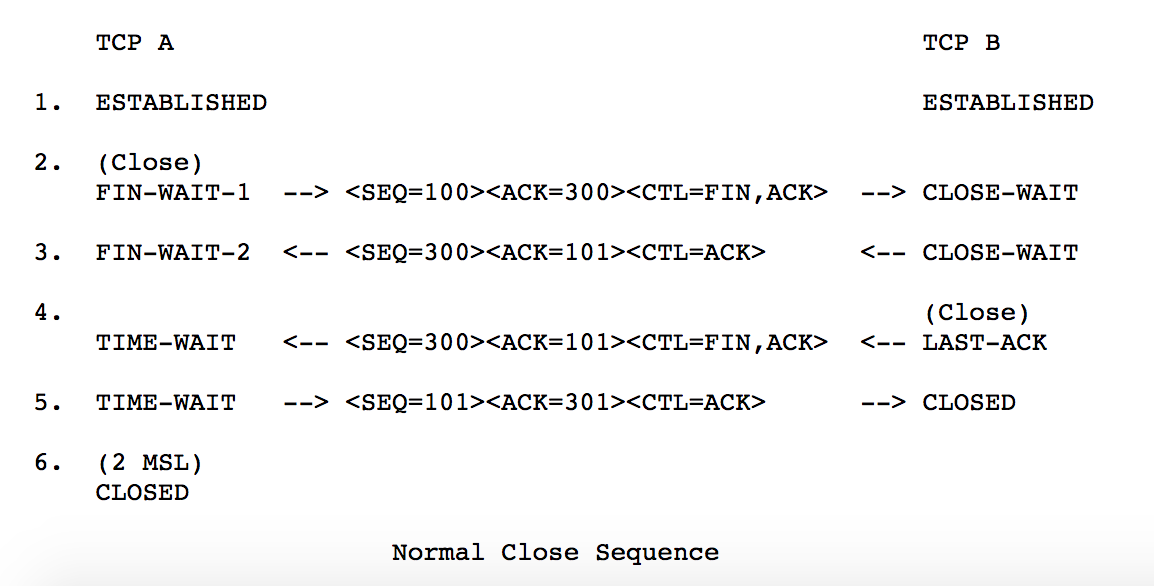 TCP A TCP B
1. ESTABLISHED ESTABLISHED
2. (Close)
FIN-WAIT-1 --> <SEQ=100><ACK=300><CTL=FIN,ACK> --> CLOSE-WAIT
3. FIN-WAIT-2 <-- <SEQ=300><ACK=101><CTL=ACK> <-- CLOSE-WAIT
4. (Close)
TIME-WAIT <-- <SEQ=300><ACK=101><CTL=FIN,ACK> <-- LAST-ACK
5. TIME-WAIT --> <SEQ=101><ACK=301><CTL=ACK> --> CLOSED
6. (2 MSL)
CLOSED
Normal Close Sequence